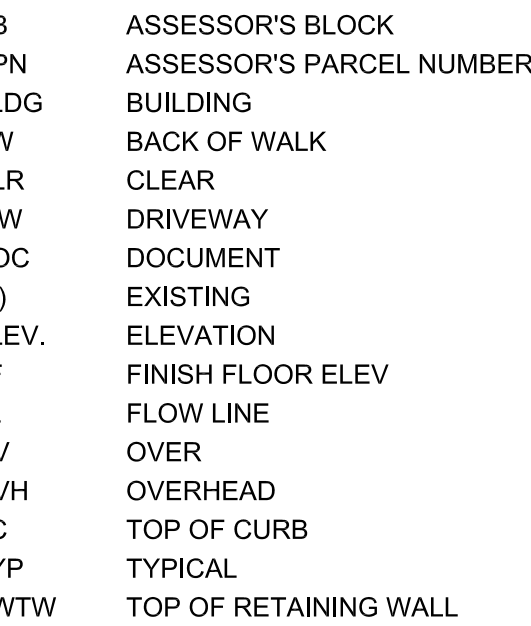 B ASSESSOR'S BLOCK
PN ASSESSOR'S PARCEL NUMBER
LDG BUILDING
W BACK OF WALK
LR CLEAR
W DRIVEWAY
OC DOCUMENT
) EXISTING
LEV. ELEVATION
F FINISH FLOOR ELEV
L FLOW LINE
V OVER
VH OVERHEAD
C TOP OF CURB
YP TYPICAL
WTW TOP OF RETAINING WALL